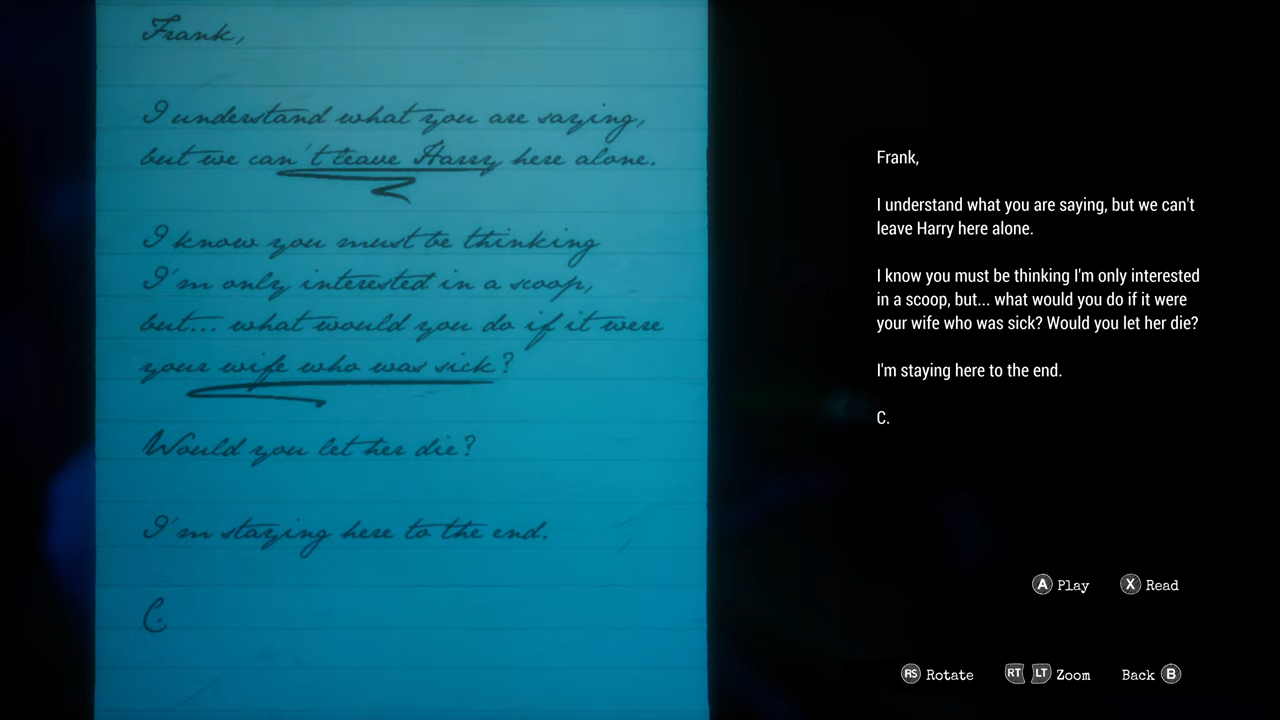 Frank,
I understand what you are saying,
but we can't leave Harry here alone.
I know you must be thinking
I'm only interested in a scoop,
but... what would you do if it were
your wife who was sick?
Would you let her die?
I'm staying here to the end.
C.
Frank,
I understand what you are saying, but we can't
leave Harry here alone.
I know you must be thinking I'm only interested
in a scoop, but... what would you do if it were
your wife who was sick? Would you let her die?
I'm staying here to the end.
C.
A Play X Read
RS Rotate RT LT Zoom Back B